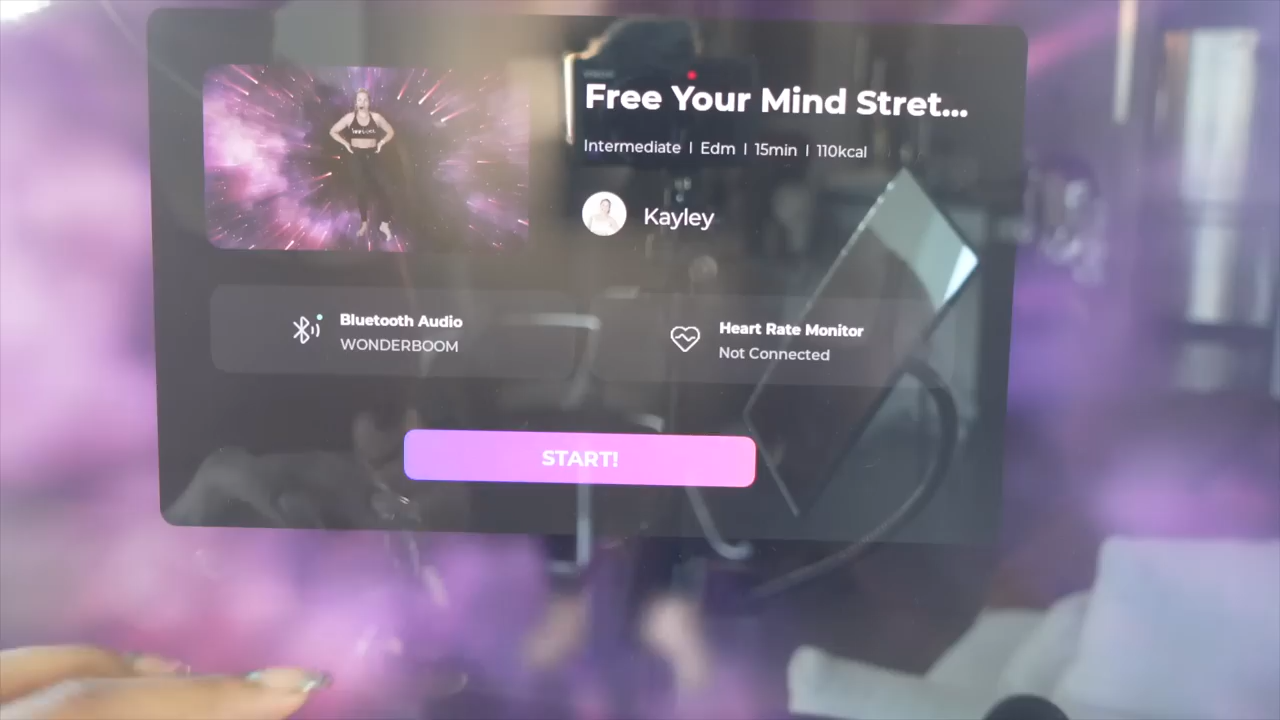 Free Your Mind Stret...
Intermediate | Edm | 15min | 110kcal
Kayley
Bluetooth Audio
WONDERBOOM
Heart Rate Monitor
Not Connected
START!